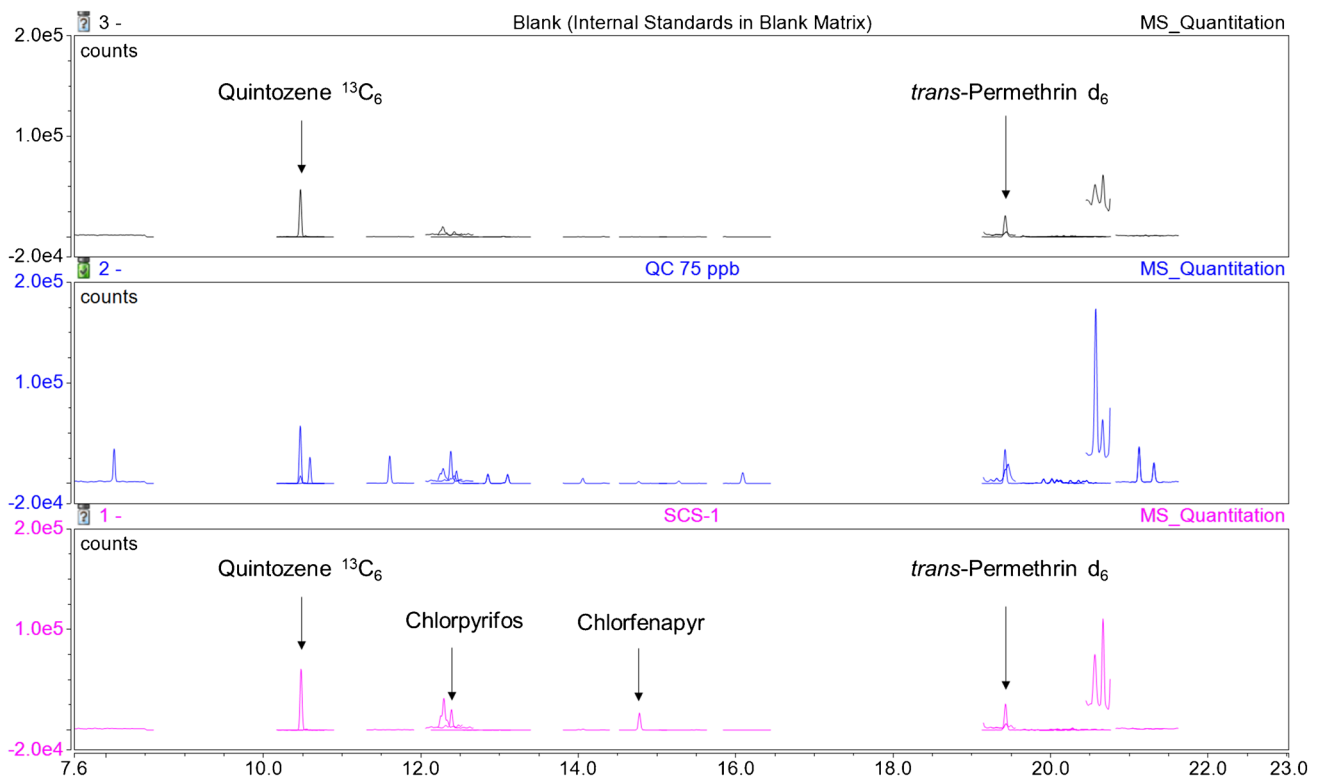 3 - Blank (Internal Standards in Blank Matrix) MS_Quantitation
2.0e5
counts
Quintozene ¹³C₆ trans-Permethrin d₆
1.0e5
-2.0e4
2 - QC 75 ppb MS_Quantitation
2.0e5
counts
1.0e5
-2.0e4
1 - SCS-1 MS_Quantitation
2.0e5
counts
Quintozene ¹³C₆ trans-Permethrin d₆
Chlorpyrifos Chlorfenapyr
1.0e5
-2.0e4
7.6 10.0 12.0 14.0 16.0 18.0 20.0 22.0 23.0